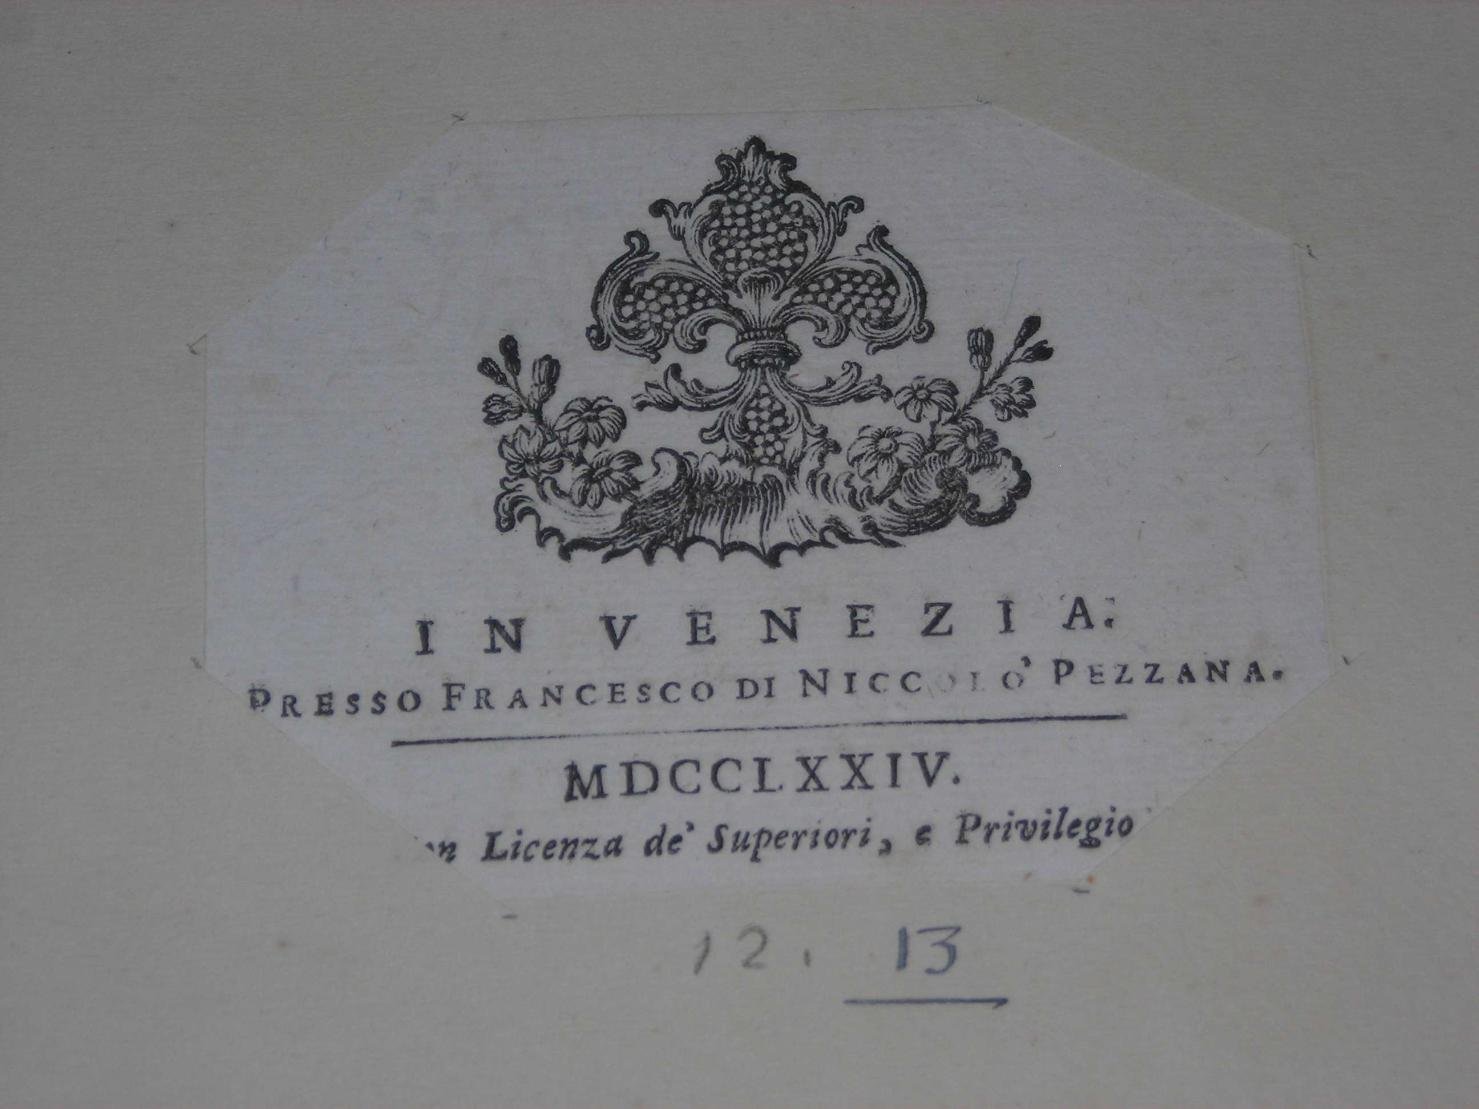 IN VENEZIA.
PRESSO FRANCESCO DI NICCOLO' PEZZANA.
MDCCLXXIV.
Licenza de' Superiori, e Privilegio
12. 13